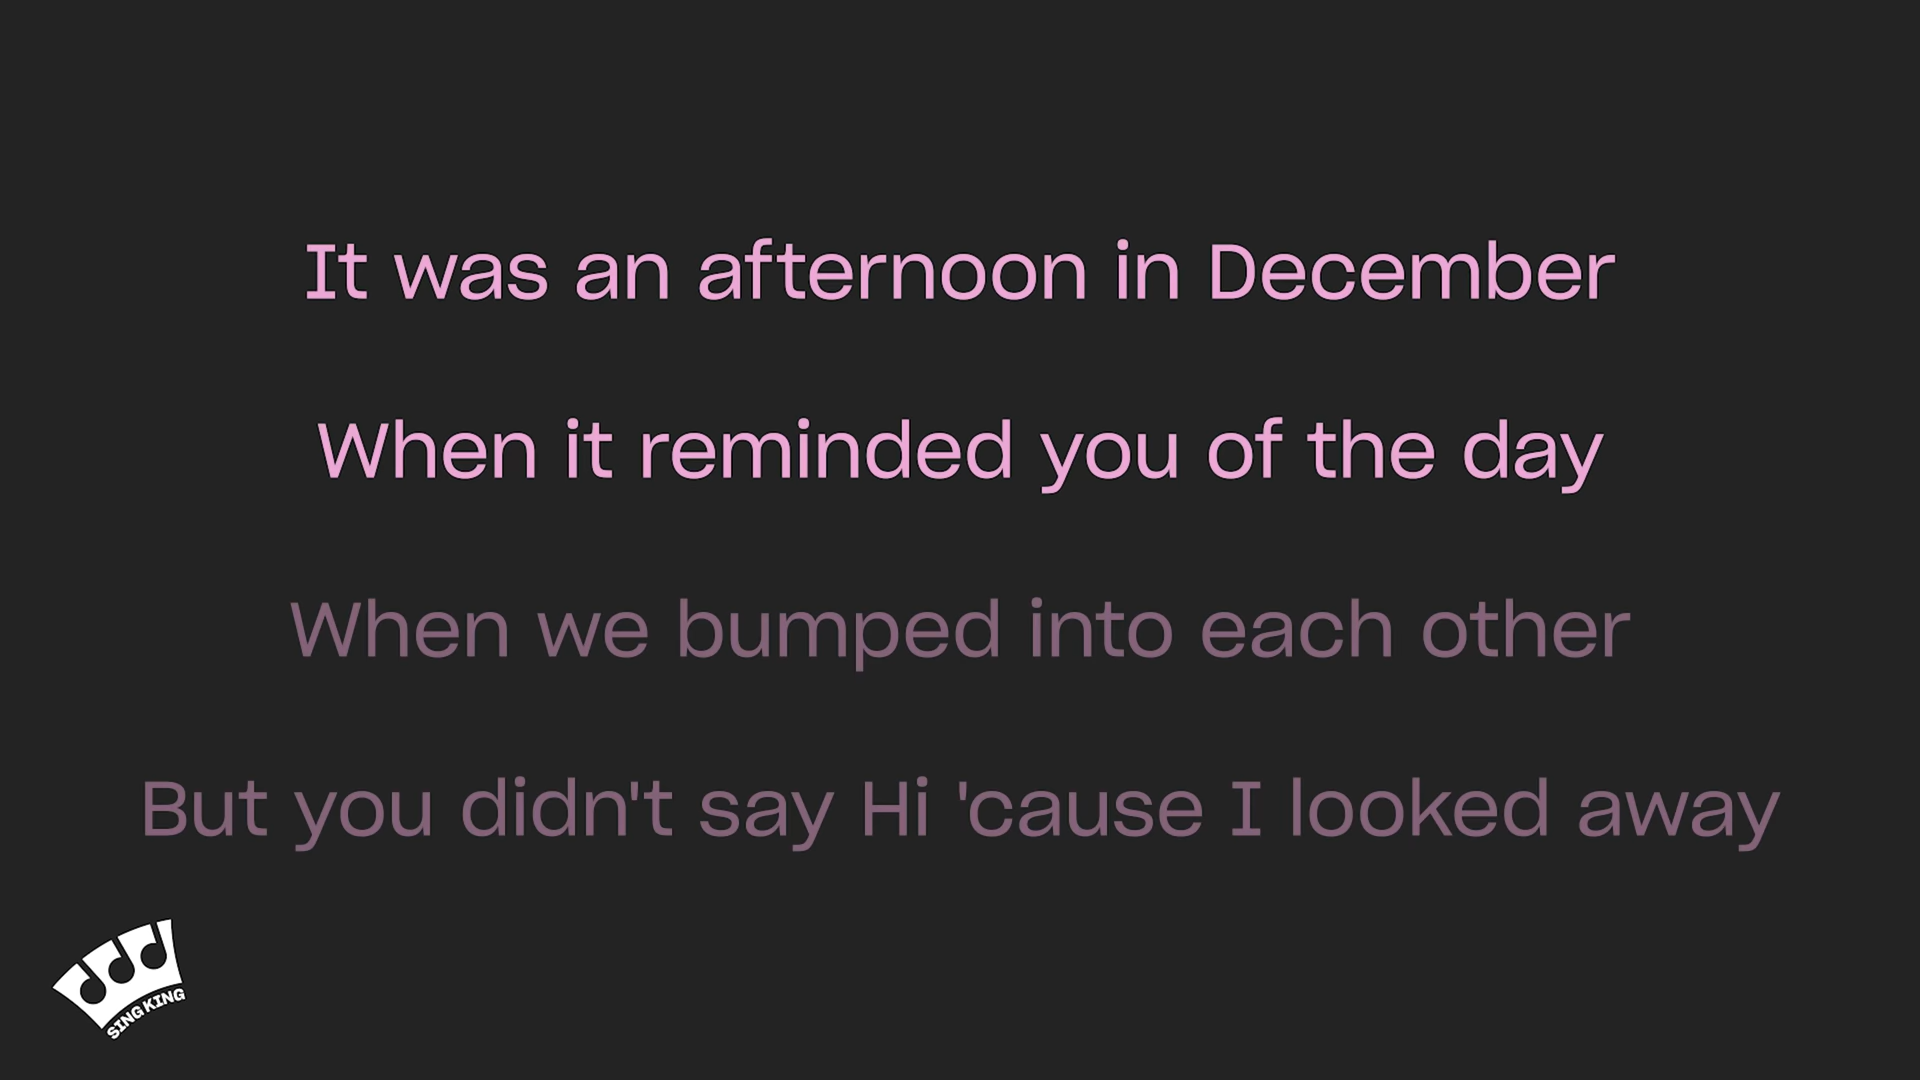 It was an afternoon in December
When it reminded you of the day
When we bumped into each other
But you didn't say Hi 'cause I looked away
SING KING